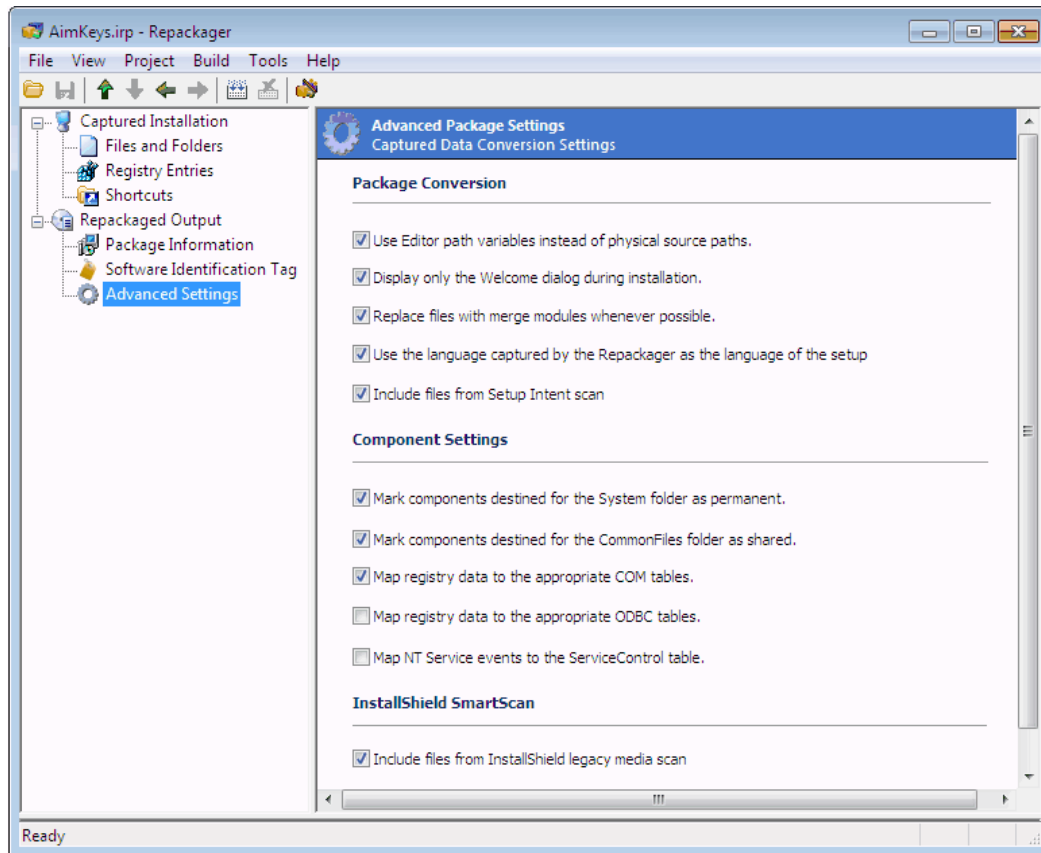 AimKeys.irp - Repackager
File View Project Build Tools Help
Captured Installation
Files and Folders
Registry Entries
Shortcuts
Repackaged Output
Package Information
Software Identification Tag
Advanced Settings
Advanced Package Settings
Captured Data Conversion Settings
Package Conversion
Use Editor path variables instead of physical source paths.
Display only the Welcome dialog during installation.
Replace files with merge modules whenever possible.
Use the language captured by the Repackager as the language of the setup
Include files from Setup Intent scan
Component Settings
Mark components destined for the System folder as permanent.
Mark components destined for the CommonFiles folder as shared.
Map registry data to the appropriate COM tables.
Map registry data to the appropriate ODBC tables.
Map NT Service events to the ServiceControl table.
InstallShield SmartScan
Include files from InstallShield legacy media scan
Ready